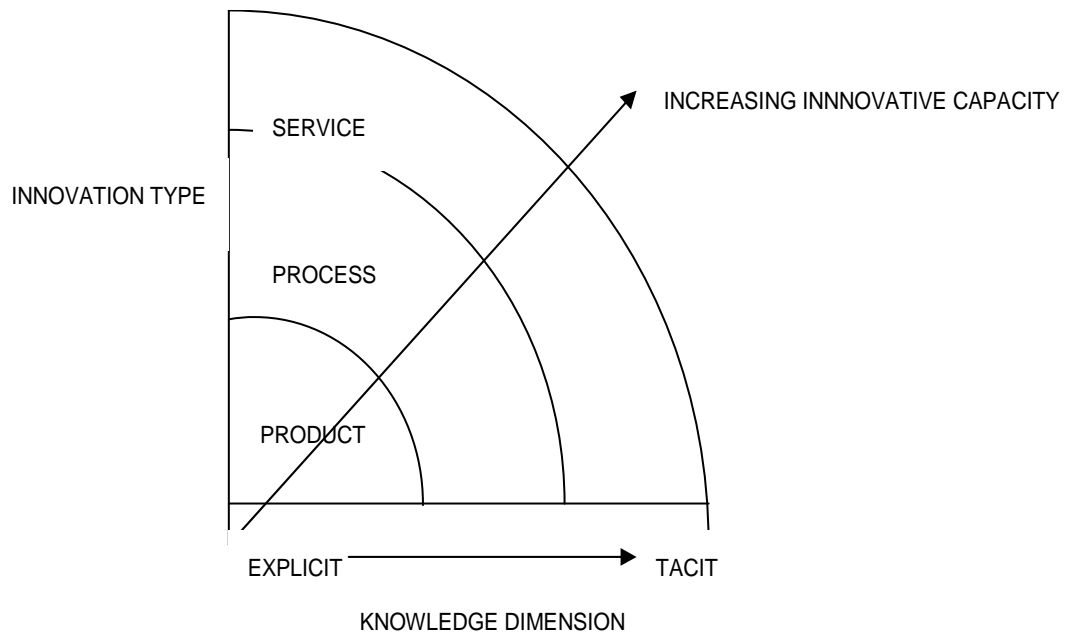 INCREASING INNNOVATIVE CAPACITY
SERVICE
INNOVATION TYPE
PROCESS
PRODUCT
EXPLICIT
TACIT
KNOWLEDGE DIMENSION